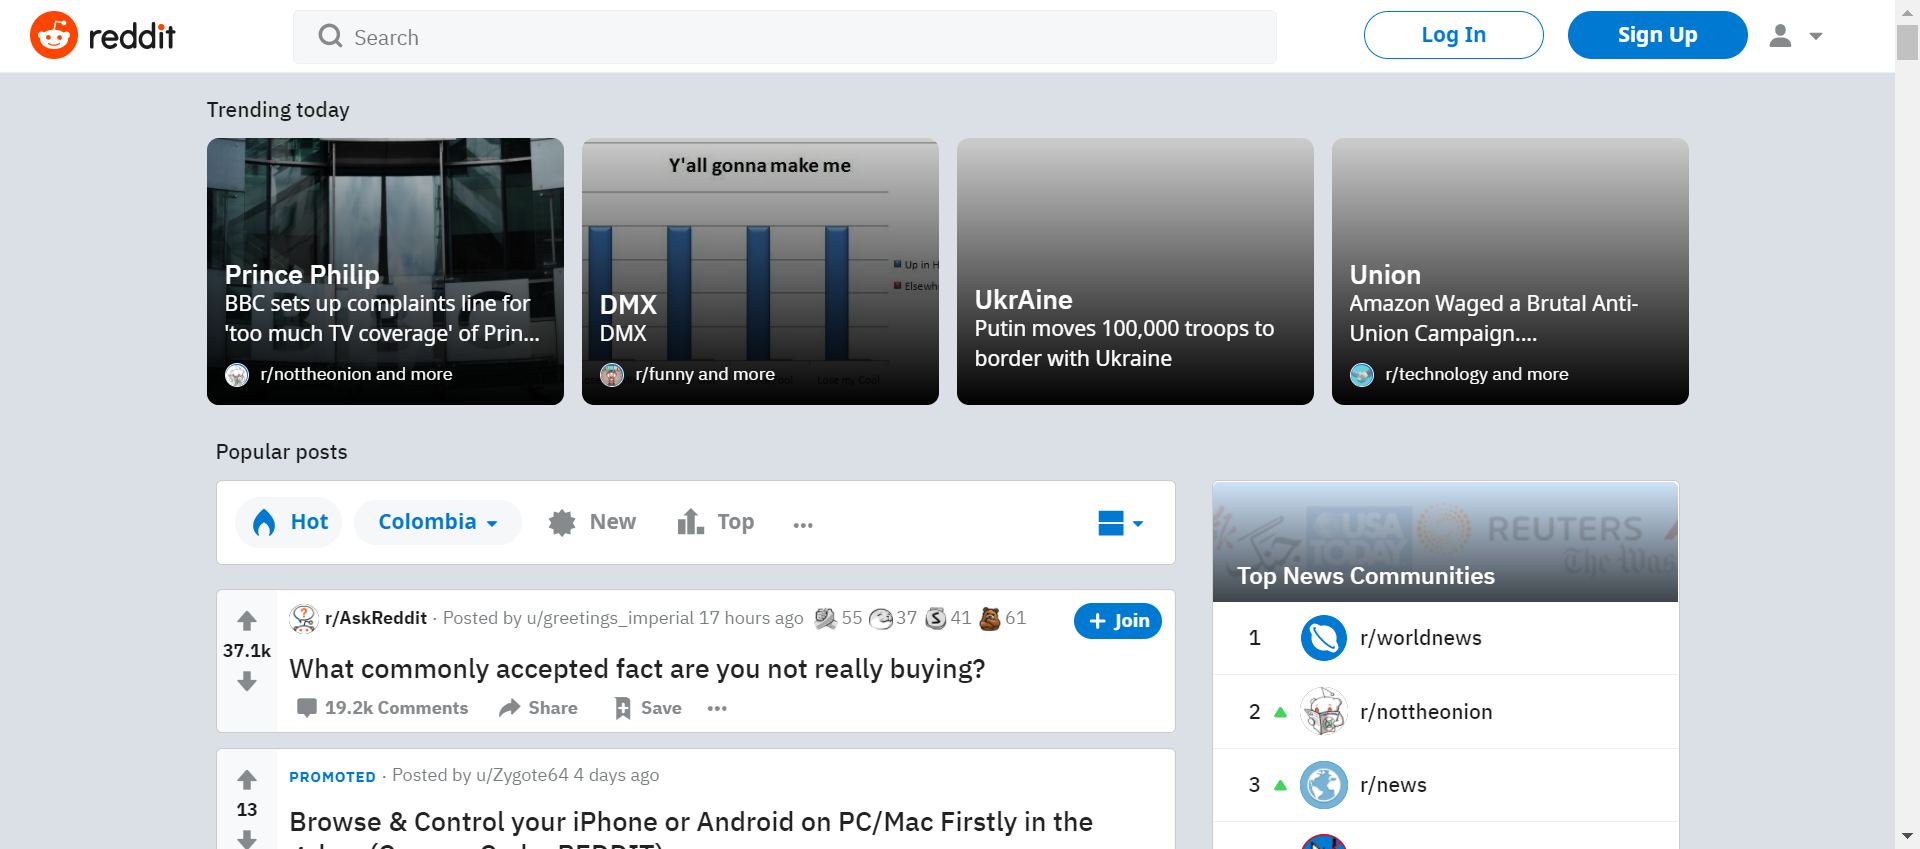 reddit
Search
Log In
Sign Up
Trending today
Prince Philip
BBC sets up complaints line for
'too much TV coverage' of Prin...
r/nottheonion and more
Y'all gonna make me
Up in H
Elsewh
DMX
DMX
Lose my Cool
r/funny and more
UkrAine
Putin moves 100,000 troops to
border with Ukraine
Union
Amazon Waged a Brutal Anti-
Union Campaign....
r/technology and more
Popular posts
Hot
Colombia
New
Top
...
37.1k
r/AskReddit · Posted by u/greetings_imperial 17 hours ago 55 37 41 61
+ Join
What commonly accepted fact are you not really buying?
19.2k Comments
Share
Save
...
13
PROMOTED · Posted by u/Zygote64 4 days ago
Browse & Control your iPhone or Android on PC/Mac Firstly in the
USA TODAY
REUTERS
The Was
Top News Communities
1 r/worldnews
2 r/nottheonion
3 r/news